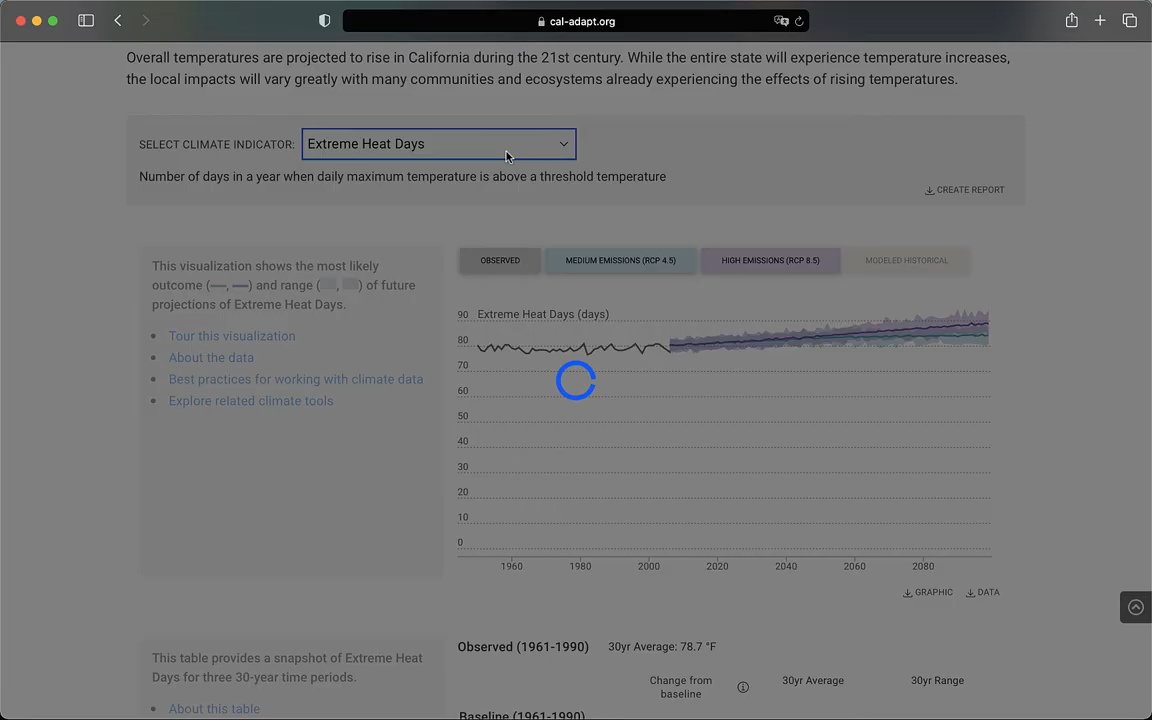 cal-adapt.org
Overall temperatures are projected to rise in California during the 21st century. While the entire state will experience temperature increases,
the local impacts will vary greatly with many communities and ecosystems already experiencing the effects of rising temperatures.
SELECT CLIMATE INDICATOR: Extreme Heat Days
Number of days in a year when daily maximum temperature is above a threshold temperature
CREATE REPORT
This visualization shows the most likely
outcome (—, —) and range ( , ) of future
projections of Extreme Heat Days.
• Tour this visualization
• About the data
• Best practices for working with climate data
• Explore related climate tools
OBSERVED MEDIUM EMISSIONS (RCP 4.5) HIGH EMISSIONS (RCP 8.5) MODELED HISTORICAL
90 Extreme Heat Days (days)
80
70
60
50
40
30
20
10
0
1960 1980 2000 2020 2040 2060 2080
GRAPHIC DATA
This table provides a snapshot of Extreme Heat
Days for three 30-year time periods.
• About this table
Observed (1961-1990) 30yr Average: 78.7 °F
Change from
baseline
30yr Average 30yr Range
Baseline (1961-1990)